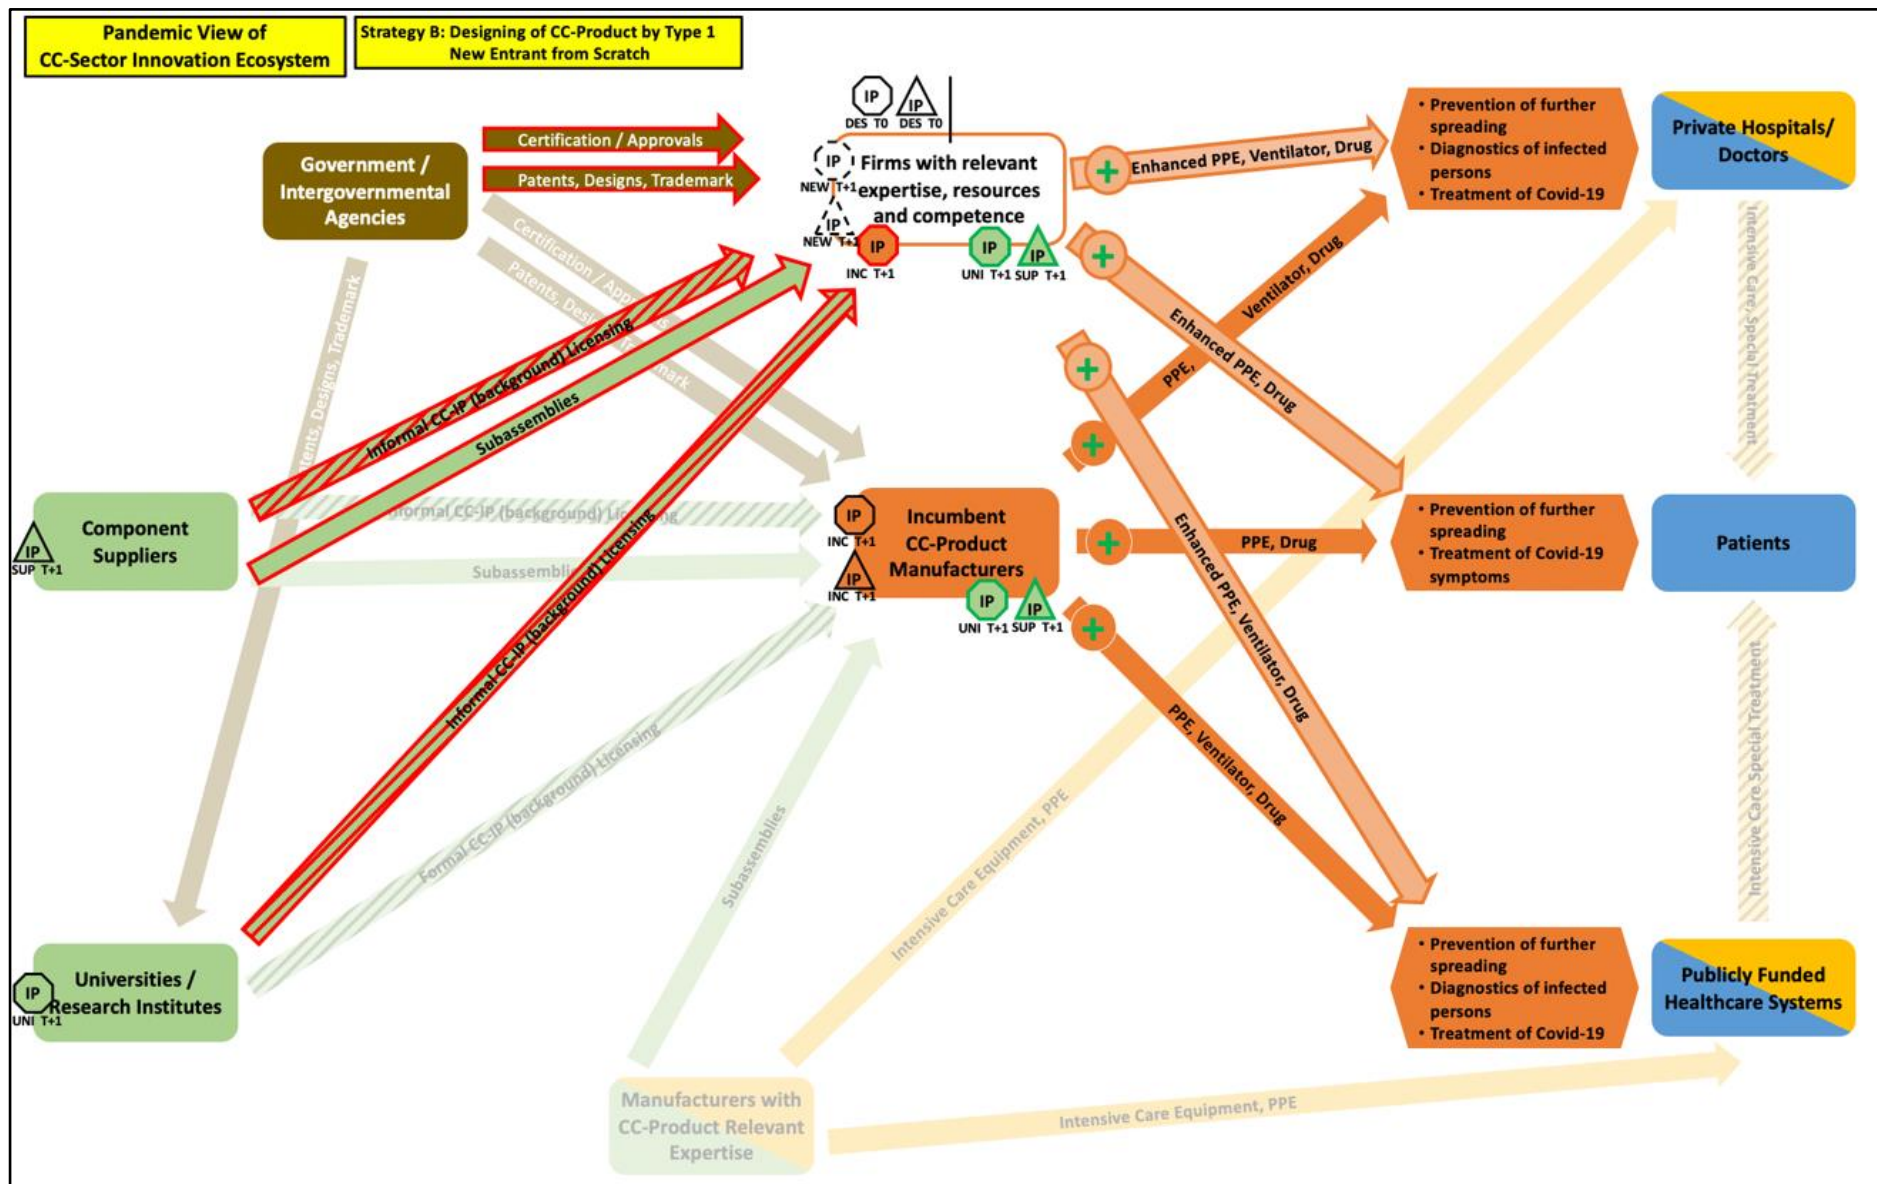 Pandemic View of
CC-Sector Innovation Ecosystem
Strategy B: Designing of CC-Product by Type 1
New Entrant from Scratch
IP
DES T0
IP
DES T0
Government /
Intergovernmental
Agencies
Certification / Approvals
Patents, Designs, Trademark
IP
NEW T+1
IP
NEW T+1
Firms with relevant
expertise, resources
and competence
IP
INC T+1
IP
UNI T+1
IP
SUP T+1
Enhanced PPE, Ventilator, Drug
• Prevention of further
spreading
• Diagnostics of infected
persons
• Treatment of Covid-19
Private Hospitals/
Doctors
Certification / Approvals
Patents, Designs, Trademark
Patents, Designs, Trademark
Informal CC-IP (background) Licensing
Subassemblies
Informal CC-IP (background) Licensing
PPE, Ventilator, Drug
Enhanced PPE, Drug
Enhanced PPE, Ventilator, Drug
Intensive Care, Special Treatment
Component
Suppliers
IP
SUP T+1
Informal CC-IP (background) Licensing
Subassemblies
IP
INC T+1
IP
INC T+1
Incumbent
CC-Product
Manufacturers
IP
UNI T+1
IP
SUP T+1
PPE, Drug
• Prevention of further
spreading
• Treatment of Covid-19
symptoms
Patients
PPE, Ventilator, Drug
Formal CC-IP (background) Licensing
Subassemblies
Intensive Care Equipment, PPE
Intensive Care Special Treatment
Universities /
Research Institutes
IP
UNI T+1
• Prevention of further
spreading
• Diagnostics of infected
persons
• Treatment of Covid-19
Publicly Funded
Healthcare Systems
Manufacturers with
CC-Product Relevant
Expertise
Intensive Care Equipment, PPE